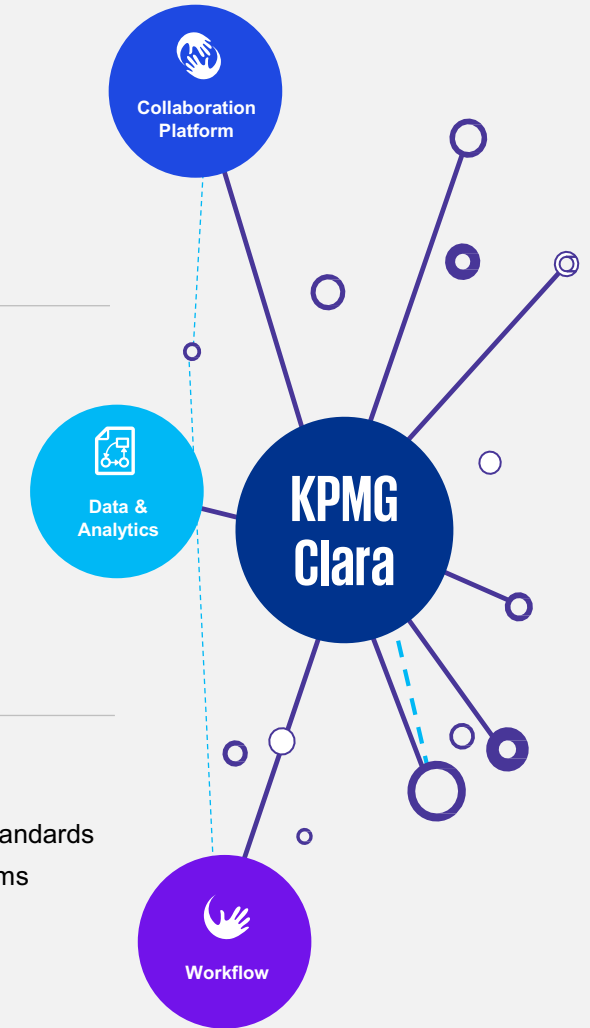 Collaboration
Platform
Data &
Analytics
KPMG
Clara
andards
ms
Workflow